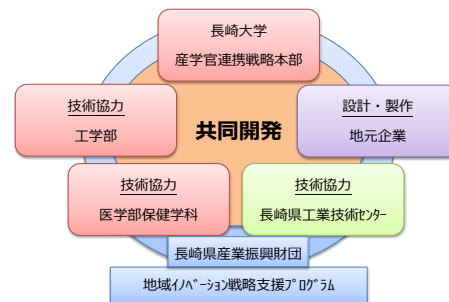 長崎大学
産学官連携戦略本部
技術協力
工学部
共同開発
設計・製作
地元企業
技術協力
医学部保健学科
技術協力
長崎県工業技術ｾﾝﾀｰ
長崎県産業振興財団
地域ｲﾉﾍﾞｰｼｮﾝ戦略支援ﾌﾟﾛｸﾞﾗﾑ